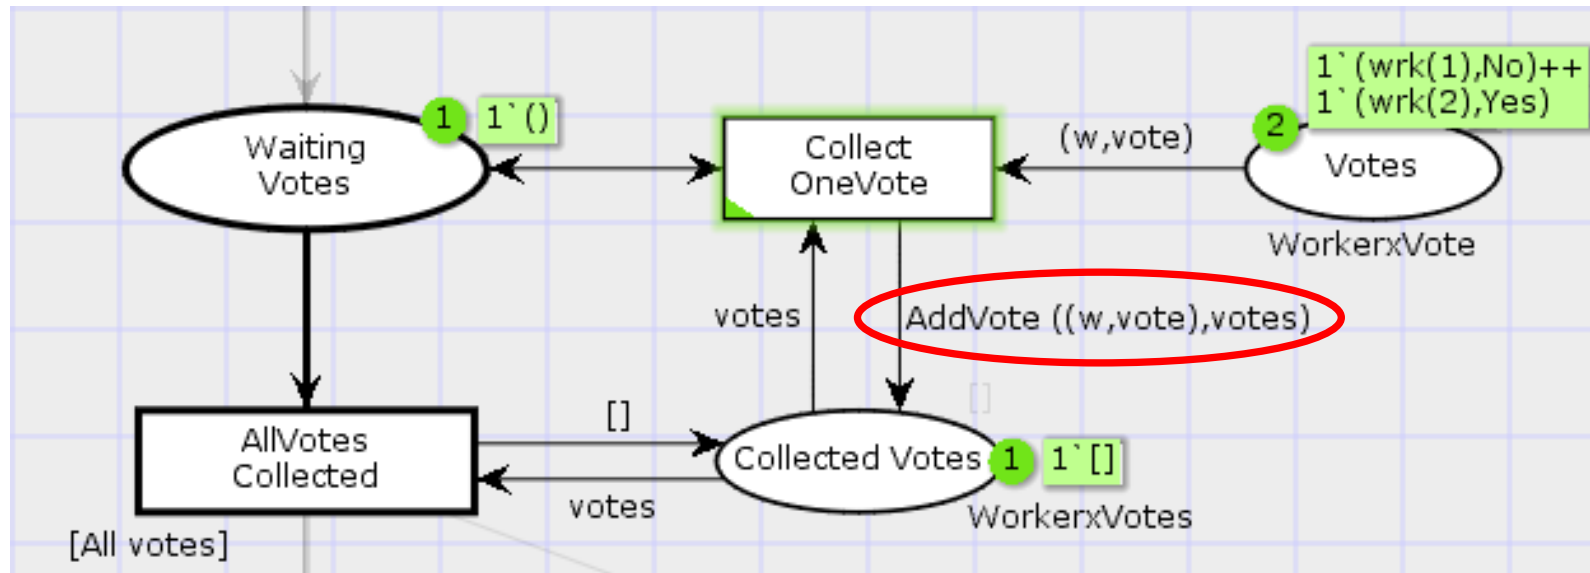 1`(wrk(1),No)++
1`(wrk(2),Yes)
2
1
1`()
Waiting
Votes
Collect
OneVote
(w,vote)
Votes
WorkerxVote
votes
AddVote ((w,vote),votes)
[]
[]
AllVotes
Collected
Collected Votes
1
1`[]
votes
WorkerxVotes
[All votes]